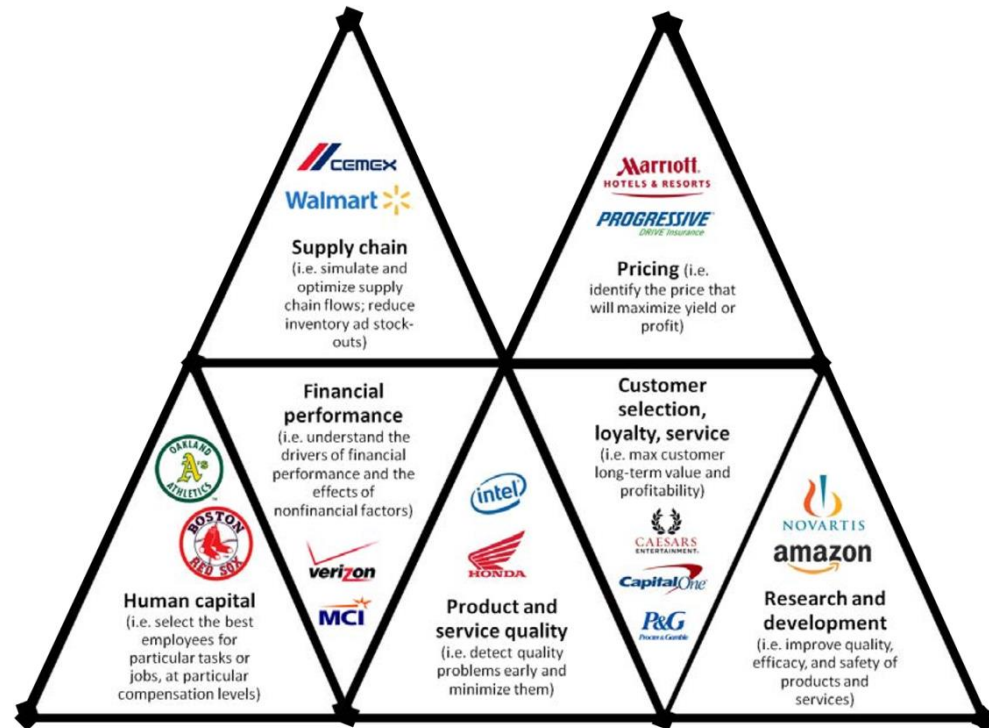 CEMEX
Walmart
Supply chain
(i.e. simulate and
optimize supply
chain flows; reduce
inventory ad stock-
outs)
Marriott.
HOTELS & RESORTS
PROGRESSIVE
DRIVE Insurance
Pricing (i.e.
identify the price that
will maximize yield or
profit)
OAKLAND
A's
ATHLETICS
TM
BOSTON
RED SOX
Human capital
(i.e. select the best
employees for
particular tasks or
jobs, at particular
compensation levels)
Financial
performance
(i.e. understand the
drivers of financial
performance and the
effects of
nonfinancial factors)
verizon
MCI
intel
HONDA
Product and
service quality
(i.e. detect quality
problems early and
minimize them)
Customer
selection,
loyalty, service
(i.e. max customer
long-term value and
profitability)
CAESARS
ENTERTAINMENT
CapitalOne
P&G
Procter & Gamble
NOVARTIS
amazon
Research and
development
(i.e. improve quality,
efficacy, and safety of
products and
services)